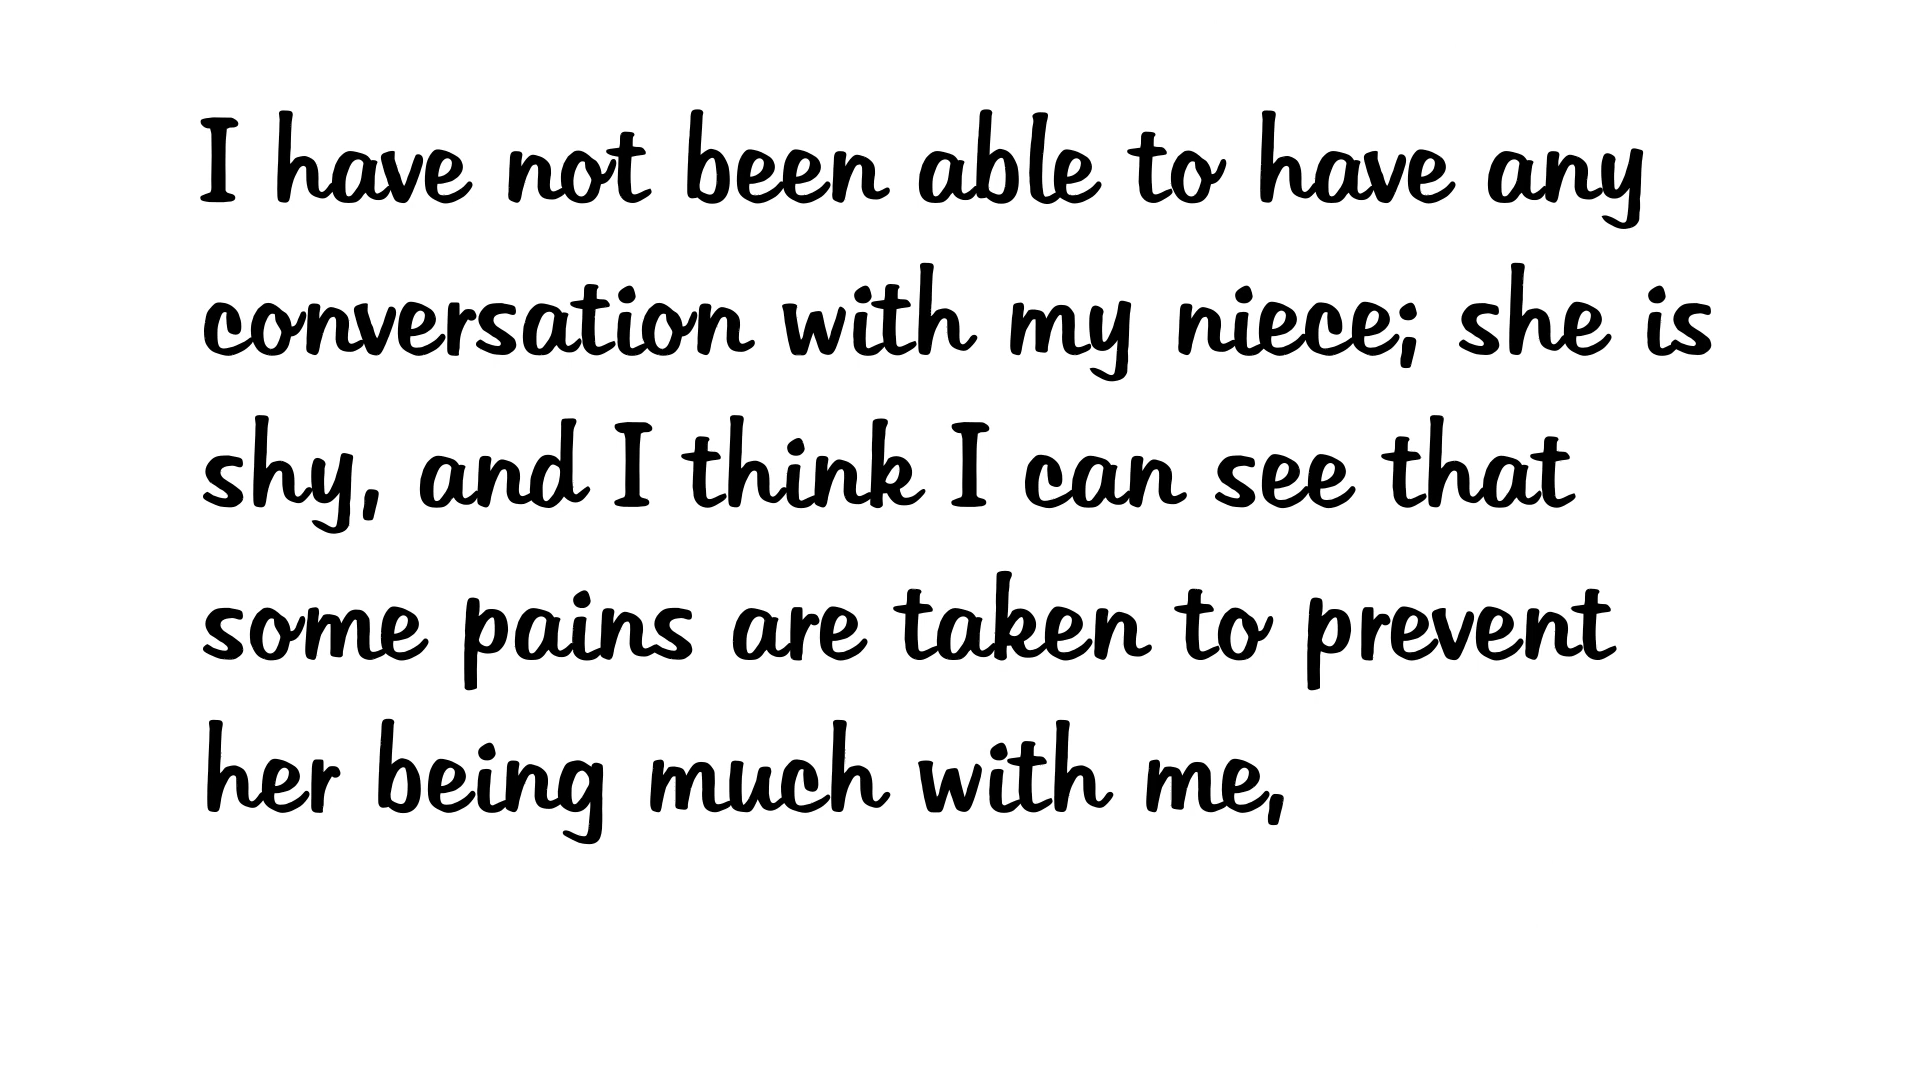 I have not been able to have any
conversation with my niece; she is
shy, and I think I can see that
some pains are taken to prevent
her being much with me,